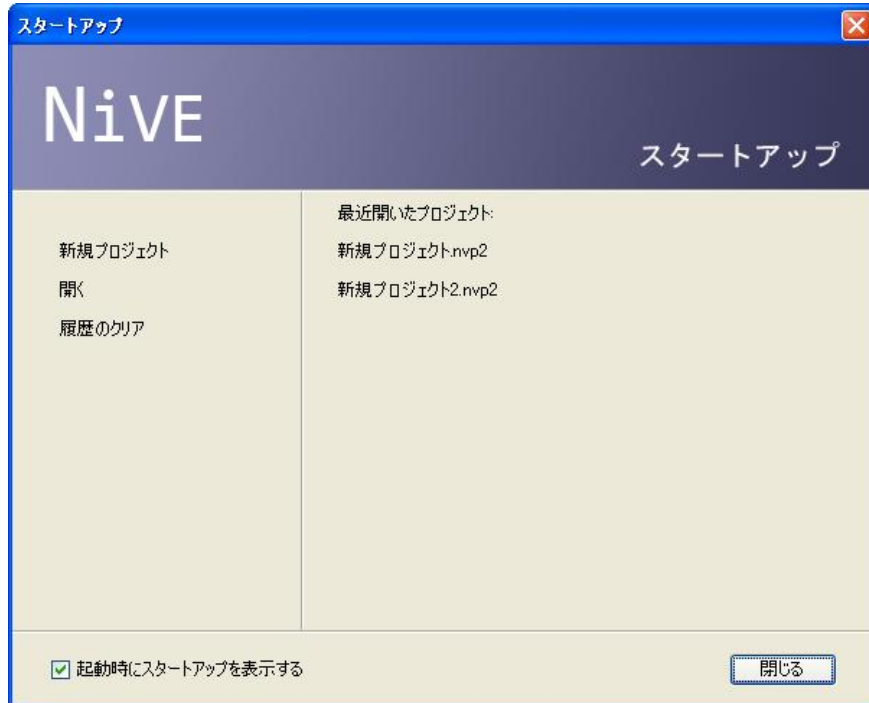 スタートアップ
NiVE
スタートアップ
新規プロジェクト
開く
履歴のクリア
最近開いたプロジェクト:
新規プロジェクト.nvp2
新規プロジェクト2.nvp2
起動時にスタートアップを表示する
閉じる